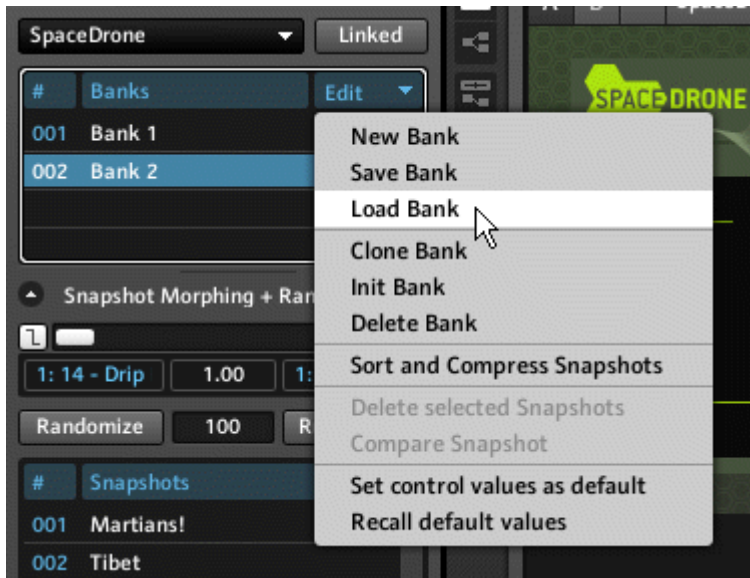 SpaceDrone Linked
# Banks Edit
001 Bank 1
002 Bank 2
New Bank
Save Bank
Load Bank
Clone Bank
Init Bank
Delete Bank
Sort and Compress Snapshots
Delete selected Snapshots
Compare Snapshot
Set control values as default
Recall default values
Snapshot Morphing + Ran
1: 14 - Drip 1.00 1:
Randomize 100 R
# Snapshots
001 Martians!
002 Tibet
SPACEDRONE